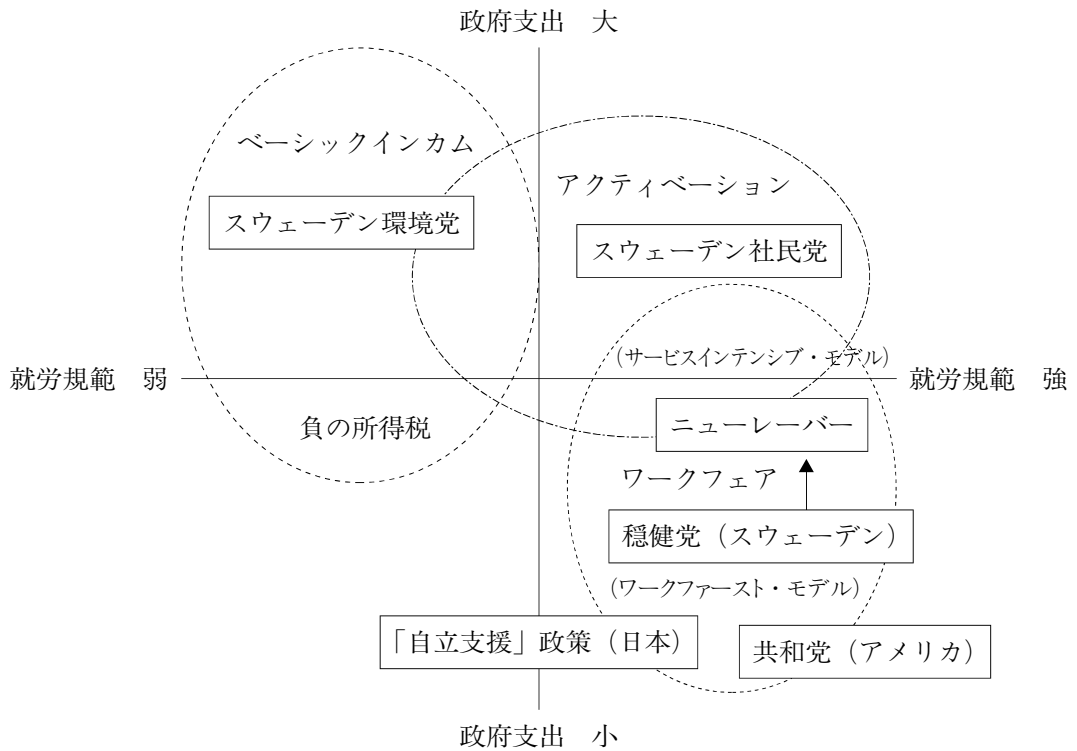 政府支出　大
ベーシックインカム
アクティベーション
スウェーデン環境党
スウェーデン社民党
(サービスインテンシブ・モデル)
就労規範　弱
就労規範　強
負の所得税
ニューレーバー
ワークフェア
穏健党（スウェーデン）
(ワークファースト・モデル)
「自立支援」政策（日本）
共和党（アメリカ）
政府支出　小